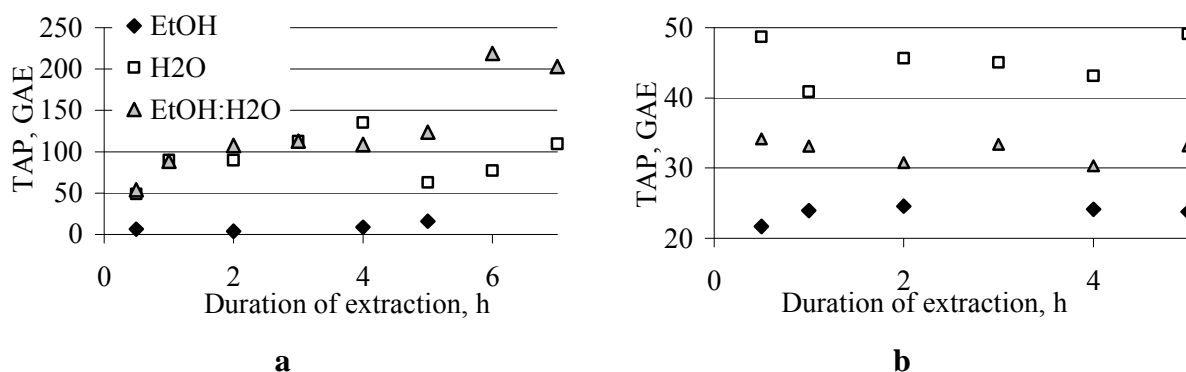 250
200
150
100
50
0
TAP, GAE
EtOH
H2O
EtOH:H2O
0 2 4 6
Duration of extraction, h
a
50
40
30
20
TAP, GAE
0 2 4
Duration of extraction, h
b